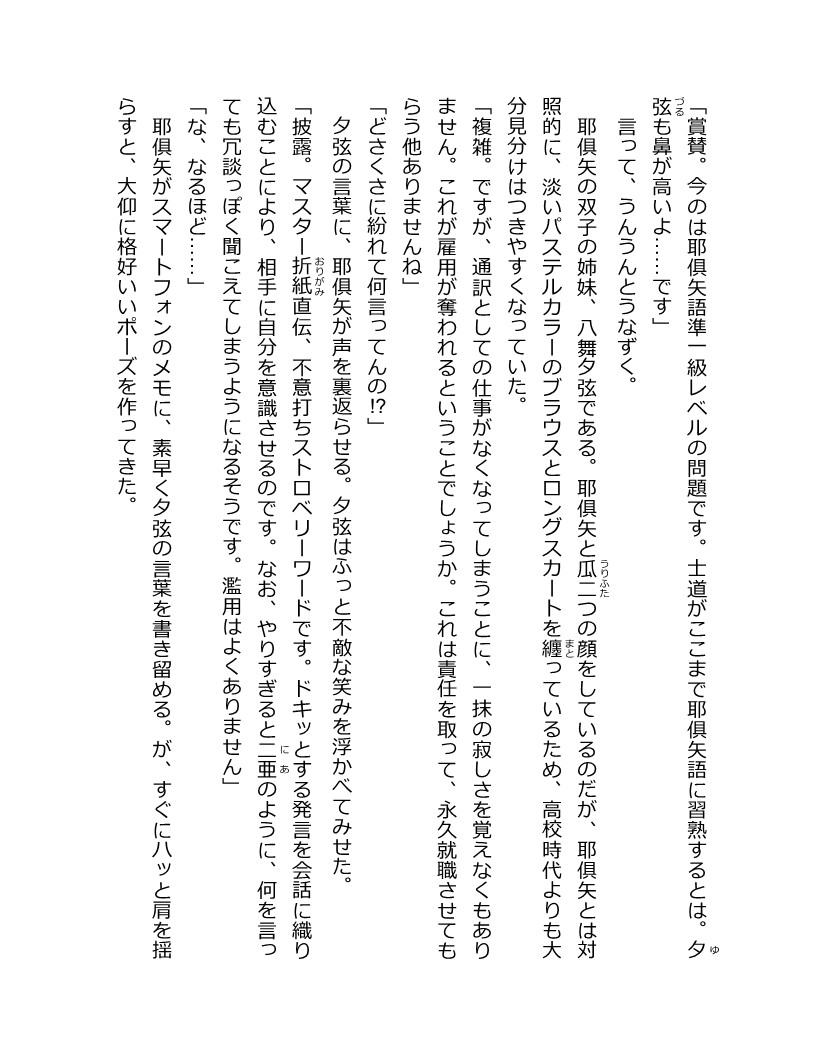 「賞賛。今のは耶倶矢語準一級レベルの問題です。士道がここまで耶倶矢語に習熟するとは。夕
弦も鼻が高いよ……です」
言って、うんうんとうなずく。
耶倶矢の双子の姉妹、八舞夕弦である。耶倶矢と瓜二つの顔をしているのだが、耶倶矢とは対
照的に、淡いパステルカラーのブラウスとロングスカートを纏っているため、高校時代よりも大
分見分けはつきやすくなっていた。
「複雑。ですが、通訳としての仕事がなくなってしまうことに、一抹の寂しさを覚えなくもあり
ません。これが雇用が奪われるということでしょうか。これは責任を取って、永久就職させても
らう他ありませんね」
「どさくさに紛れて何言ってんの!?」
夕弦の言葉に、耶倶矢が声を裏返らせる。夕弦はふっと不敵な笑みを浮かべてみせた。
「披露。マスター折紙直伝、不意打ちストロベリーワードです。ドキッとする発言を会話に織り
込むことにより、相手に自分を意識させるのです。なお、やりすぎると二亜のように、何を言っ
ても冗談っぽく聞こえてしまうようになるそうです。濫用はよくありません」
「な、なるほど……」
耶倶矢がスマートフォンのメモに、素早く夕弦の言葉を書き留める。が、すぐにハッと肩を揺
らすと、大仰に格好いいポーズを作ってきた。